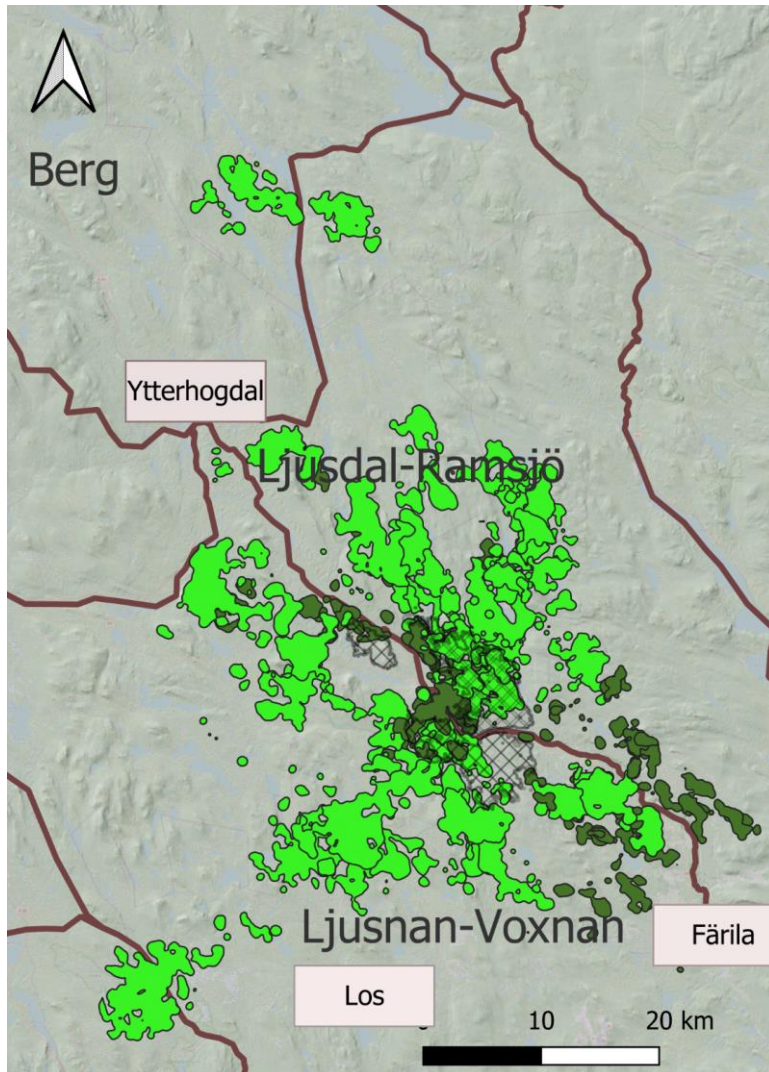 Berg
Ytterhogdal
Ljusdal-Ramsjö
Ljusnan-Voxnan
Färila
Los
10 20 km